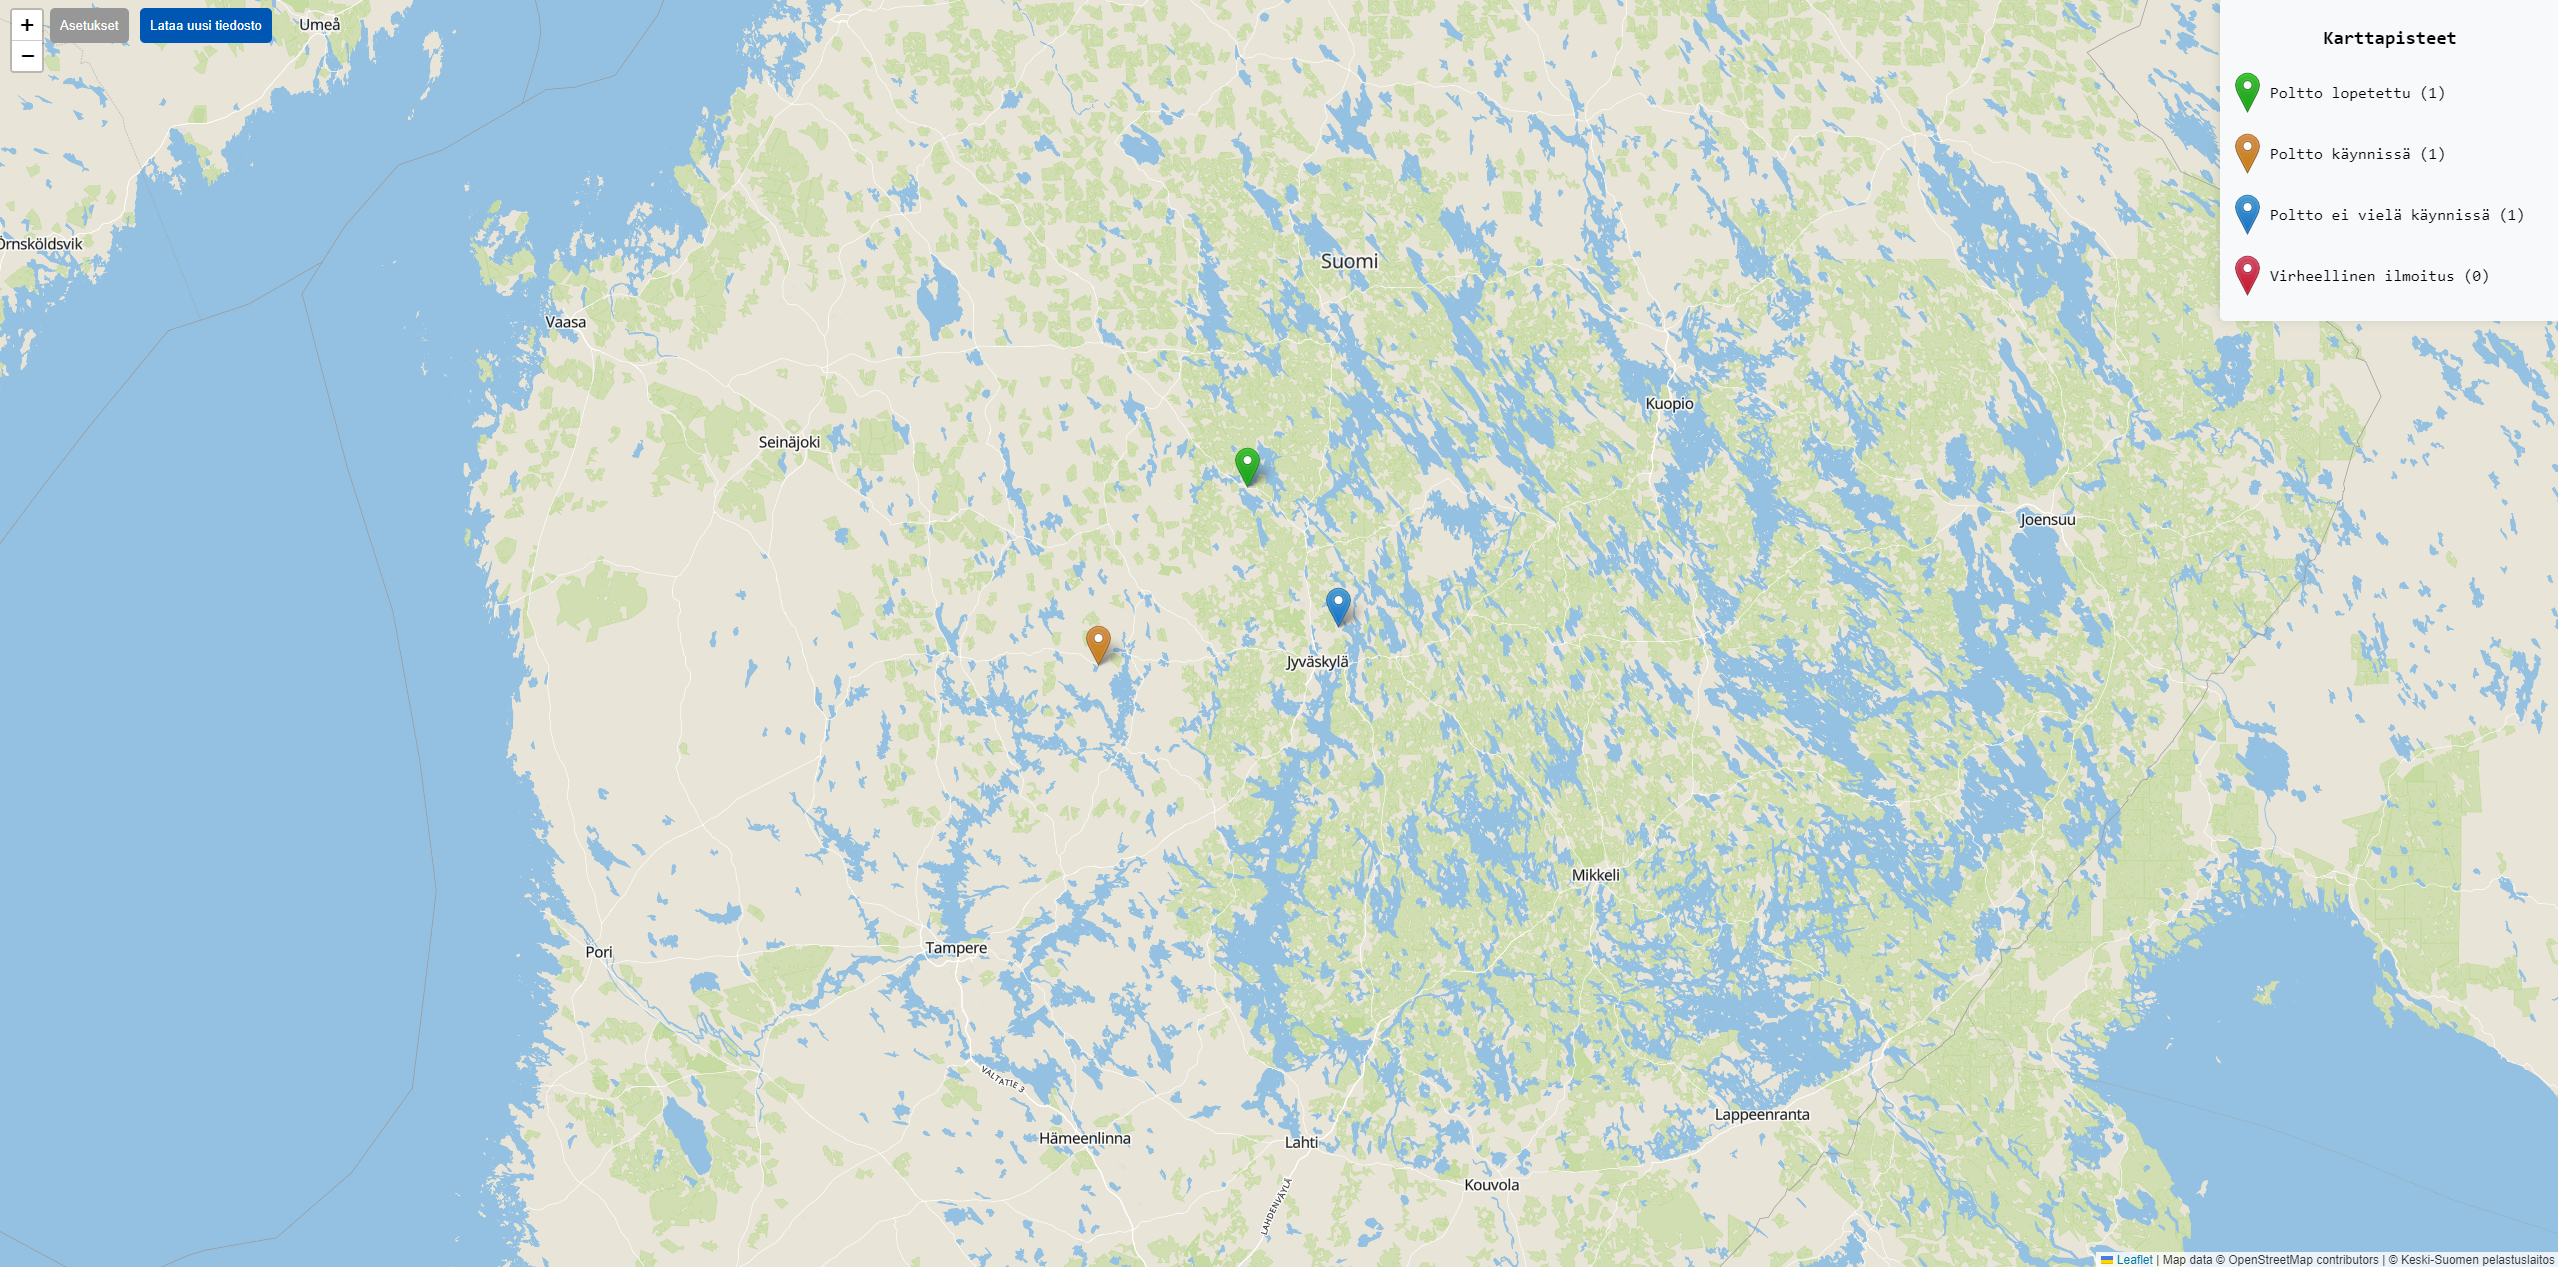 +
−
Asetukset
Lataa uusi tiedosto
Umeå
Karttapisteet
Poltto lopetettu (1)
Poltto käynnissä (1)
Poltto ei vielä käynnissä (1)
Virheellinen ilmoitus (0)
Örnsköldsvik
Suomi
Vaasa
Kuopio
Seinäjoki
Joensuu
Jyväskylä
Mikkeli
Tampere
Pori
VALTATIE 3
Lappeenranta
Hämeenlinna
Lahti
Kouvola
LAHDENVÄYLÄ
Leaflet | Map data © OpenStreetMap contributors | © Keski-Suomen pelastuslaitos